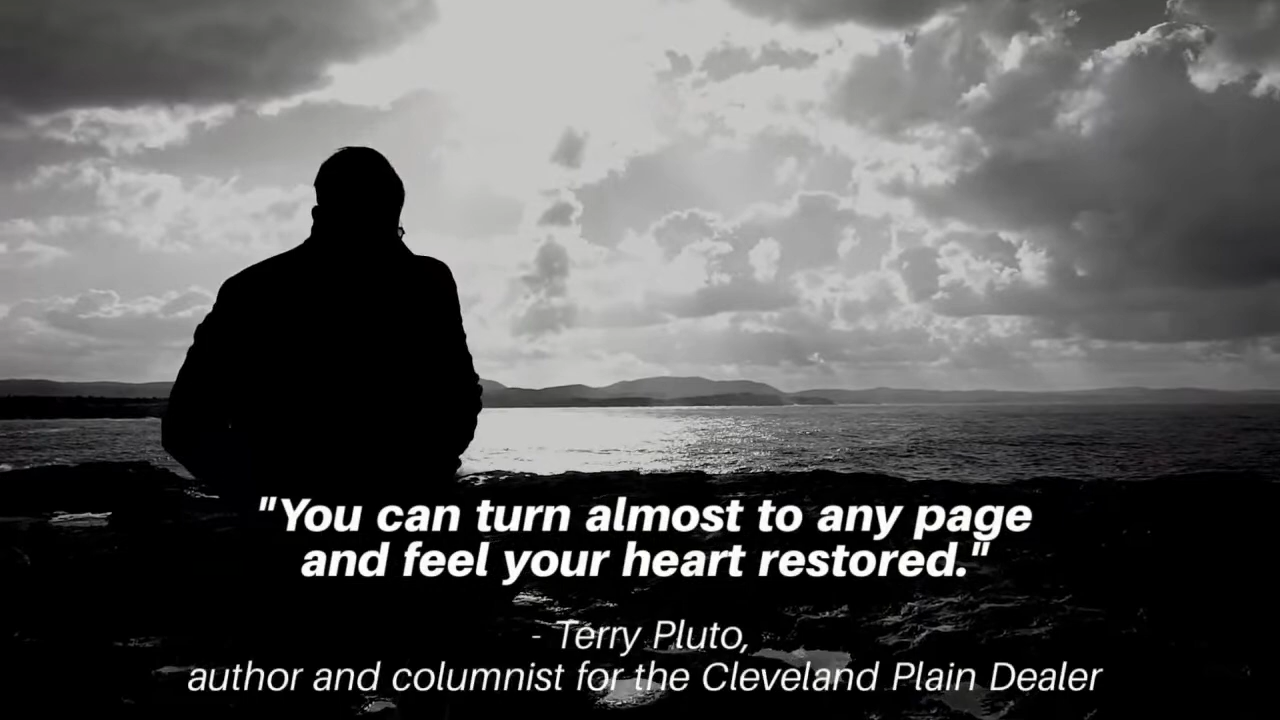 "You can turn almost to any page
and feel your heart restored."
- Terry Pluto,
author and columnist for the Cleveland Plain Dealer